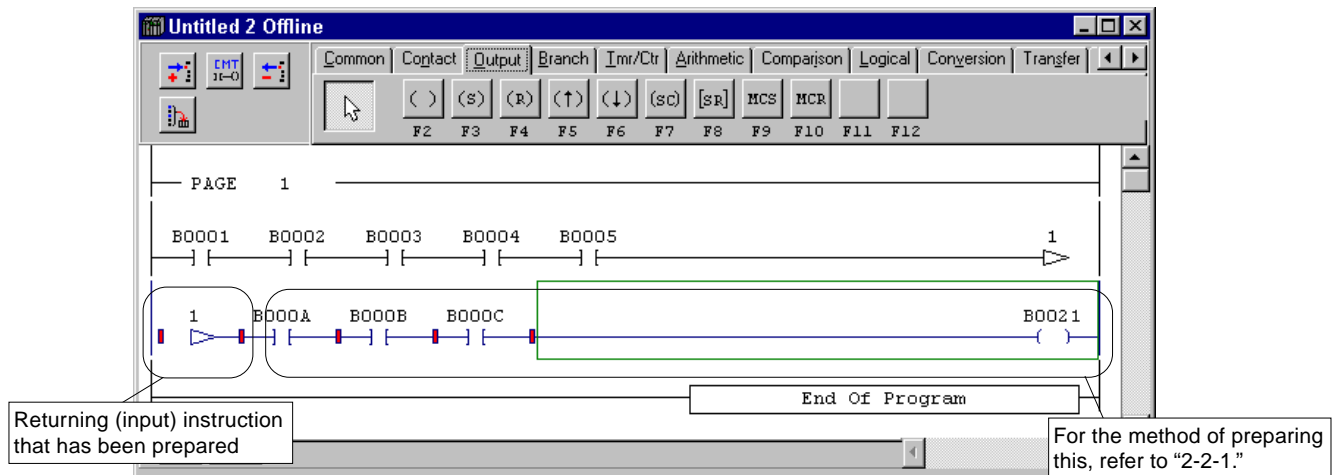 Untitled 2 Offline
CMT
Common Contact Output Branch Tmr/Ctr Arithmetic Comparison Logical Conversion Transfer
( ) (S) (R) (↑) (↓) (SC) [SR] MCS MCR
F2 F3 F4 F5 F6 F7 F8 F9 F10 F11 F12
PAGE 1
B0001 B0002 B0003 B0004 B0005 1
1 B000A B000B B000C B0021
End Of Program
Returning (input) instruction
that has been prepared
For the method of preparing
this, refer to “2-2-1.”